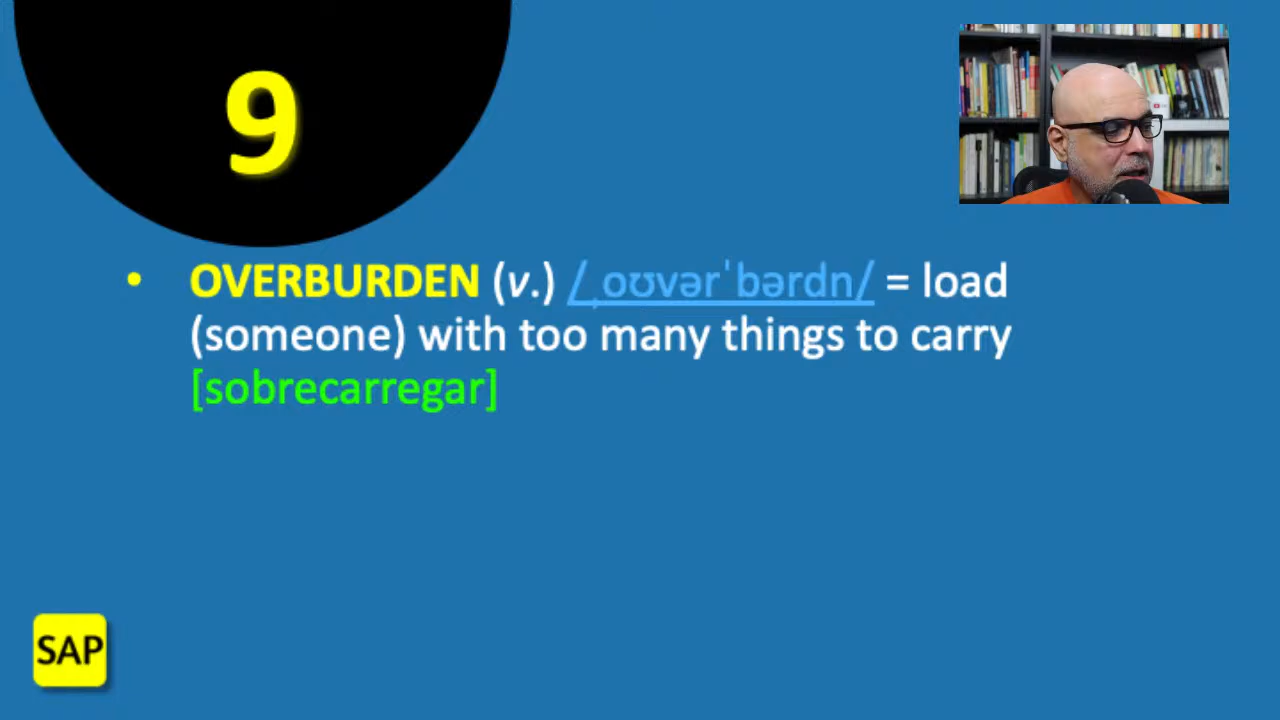 9
• OVERBURDEN (v.) /ˌoʊvərˈbərdn/ = load
(someone) with too many things to carry
[sobrecarregar]
SAP